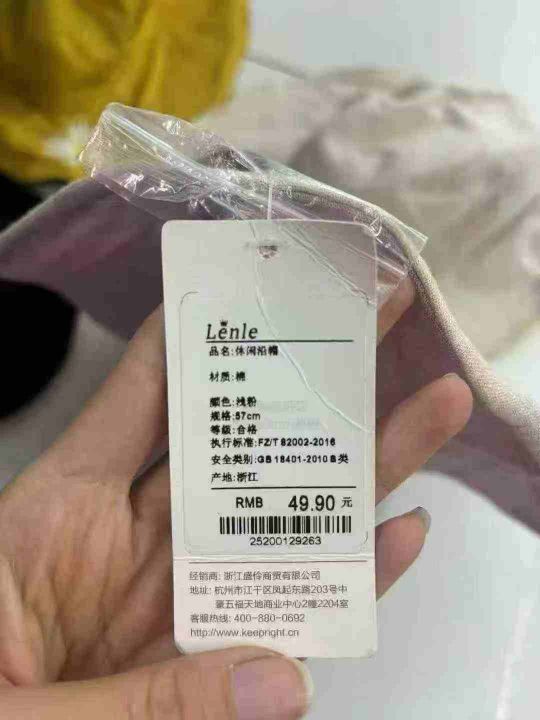 Lenle
品名:休闲沿帽
材质:棉
颜色:浅粉
规格:57cm
等级:合格
执行标准:FZ/T 82002-2016
安全类别:GB 18401-2010 B 类
产地:浙江
RMB 49.90 元
25200129263
经销商: 浙江盛伶商贸有限公司
地址: 杭州市江干区凤起东路203号中
豪五福天地商业中心2幢2204室
客服热线: 400-880-0692
http://www.keepright.cn